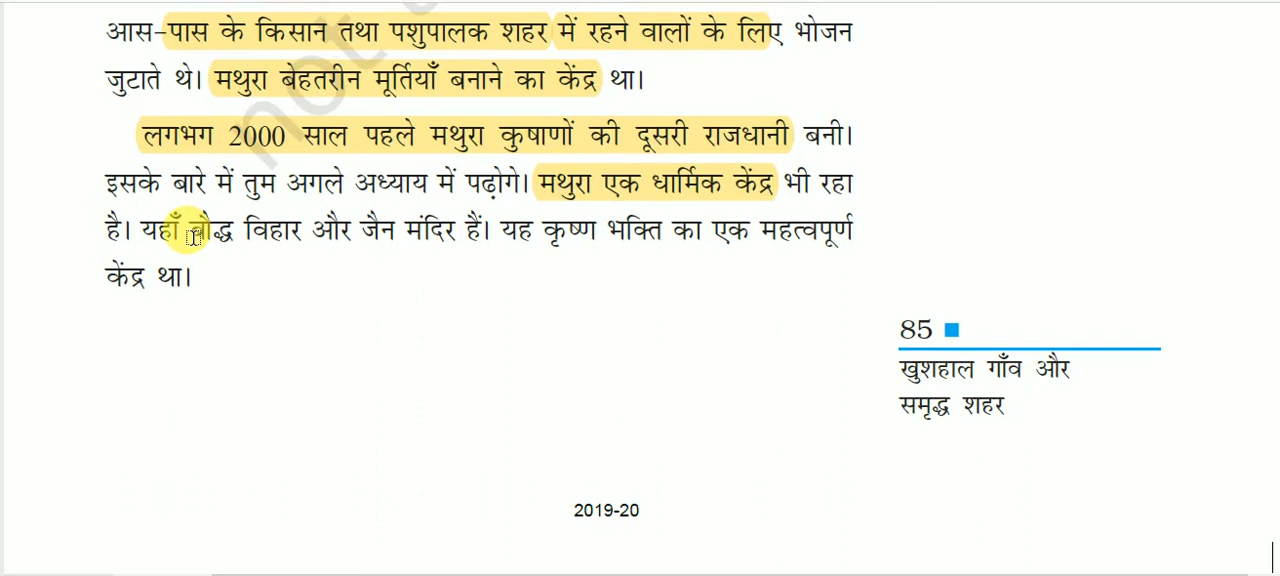 आस-पास के किसान तथा पशुपालक शहर में रहने वालों के लिए भोजन
जुटाते थे। मथुरा बेहतरीन मूर्तियाँ बनाने का केंद्र था।
लगभग 2000 साल पहले मथुरा कुषाणों की दूसरी राजधानी बनी।
इसके बारे में तुम अगले अध्याय में पढ़ोगे। मथुरा एक धार्मिक केंद्र भी रहा
है। यहाँ बौद्ध विहार और जैन मंदिर हैं। यह कृष्ण भक्ति का एक महत्वपूर्ण
केंद्र था।
85
खुशहाल गाँव और
समृद्ध शहर
2019-20
not